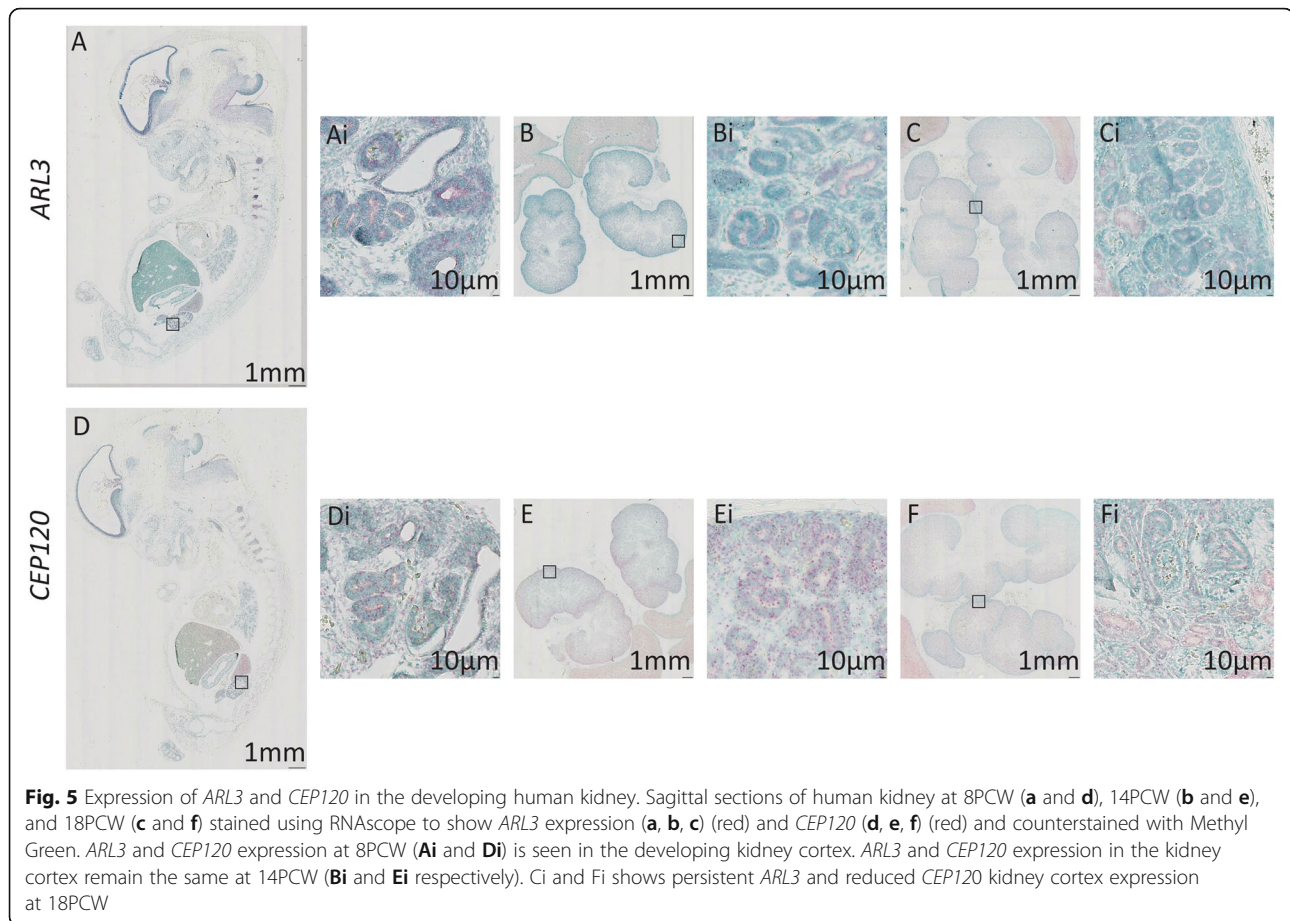 A
ARL3
1mm
Ai
10µm
B
1mm
Bi
10µm
C
1mm
Ci
10µm
D
CEP120
1mm
Di
10µm
E
1mm
Ei
10µm
F
1mm
Fi
10µm
Fig. 5 Expression of ARL3 and CEP120 in the developing human kidney. Sagittal sections of human kidney at 8PCW (a and d), 14PCW (b and e),
and 18PCW (c and f) stained using RNAscope to show ARL3 expression (a, b, c) (red) and CEP120 (d, e, f) (red) and counterstained with Methyl
Green. ARL3 and CEP120 expression at 8PCW (Ai and Di) is seen in the developing kidney cortex. ARL3 and CEP120 expression in the kidney
cortex remain the same at 14PCW (Bi and Ei respectively). Ci and Fi shows persistent ARL3 and reduced CEP120 kidney cortex expression
at 18PCW